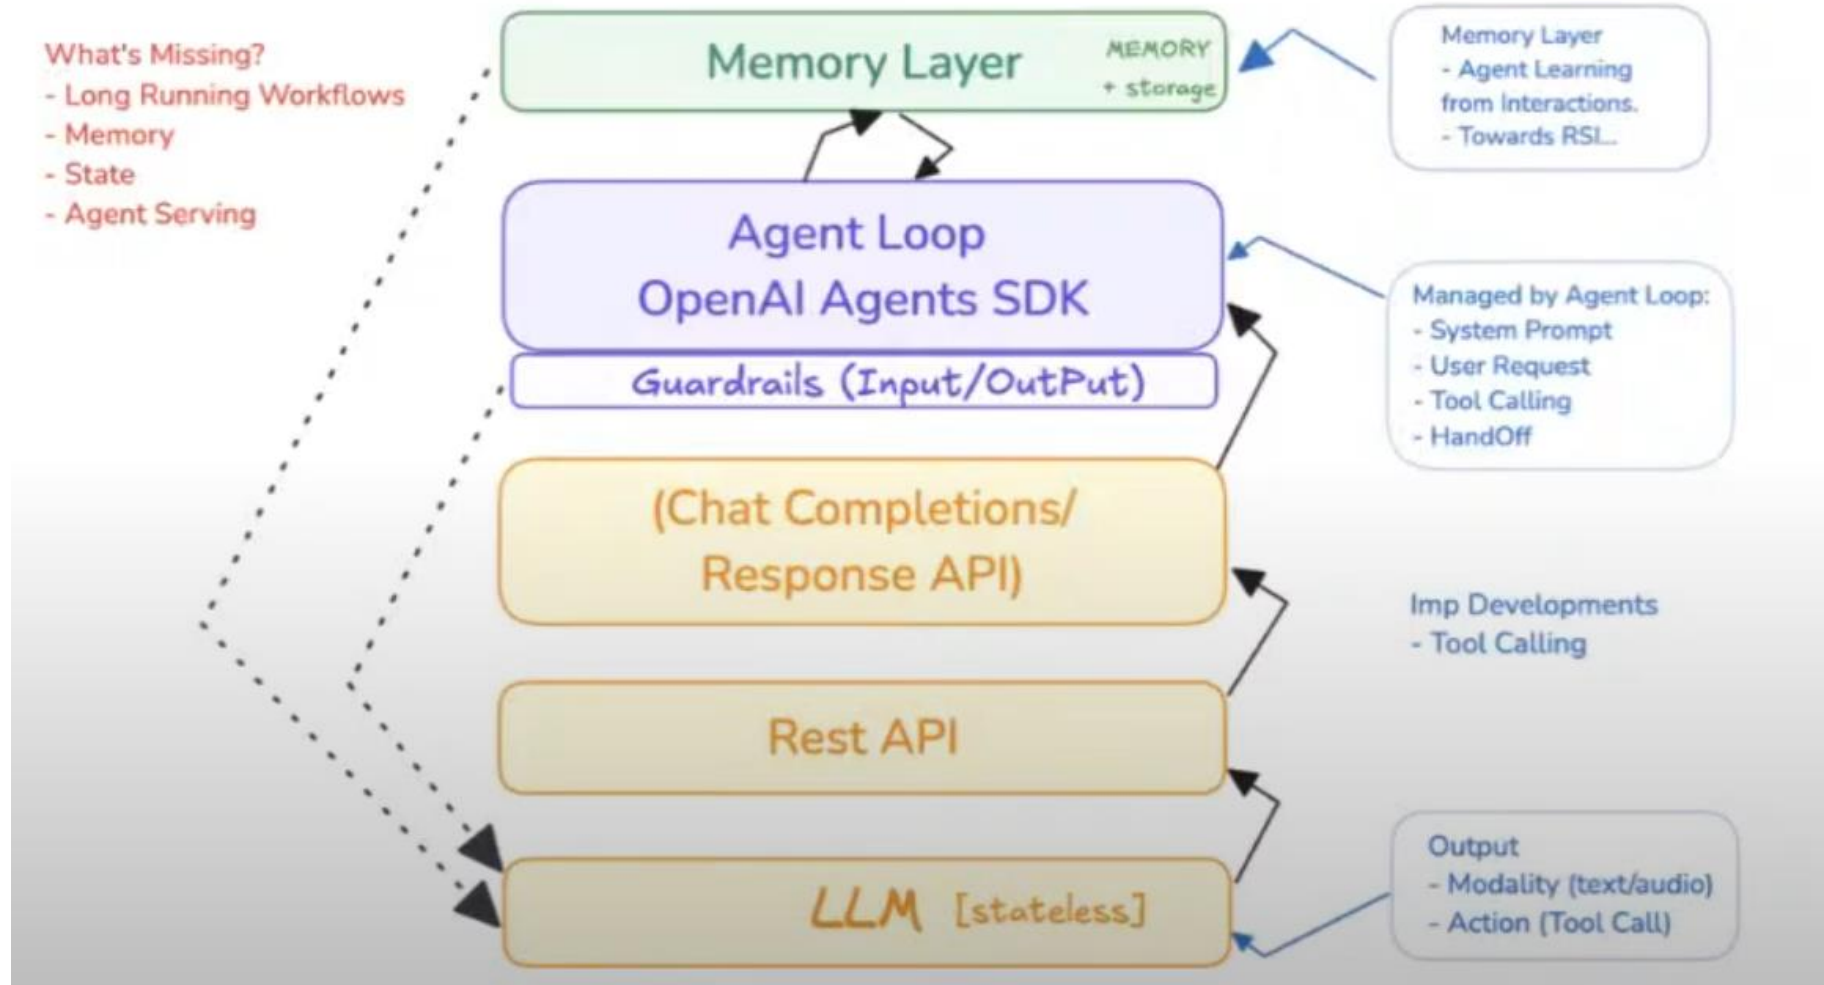 What's Missing?
- Long Running Workflows
- Memory
- State
- Agent Serving
Memory Layer
MEMORY
+ storage
Memory Layer
- Agent Learning
from Interactions.
- Towards RSI...
Agent Loop
OpenAI Agents SDK
Guardrails (Input/OutPut)
Managed by Agent Loop:
- System Prompt
- User Request
- Tool Calling
- HandOff
(Chat Completions/
Response API)
Imp Developments
- Tool Calling
Rest API
LLM [stateless]
Output
- Modality (text/audio)
- Action (Tool Call)